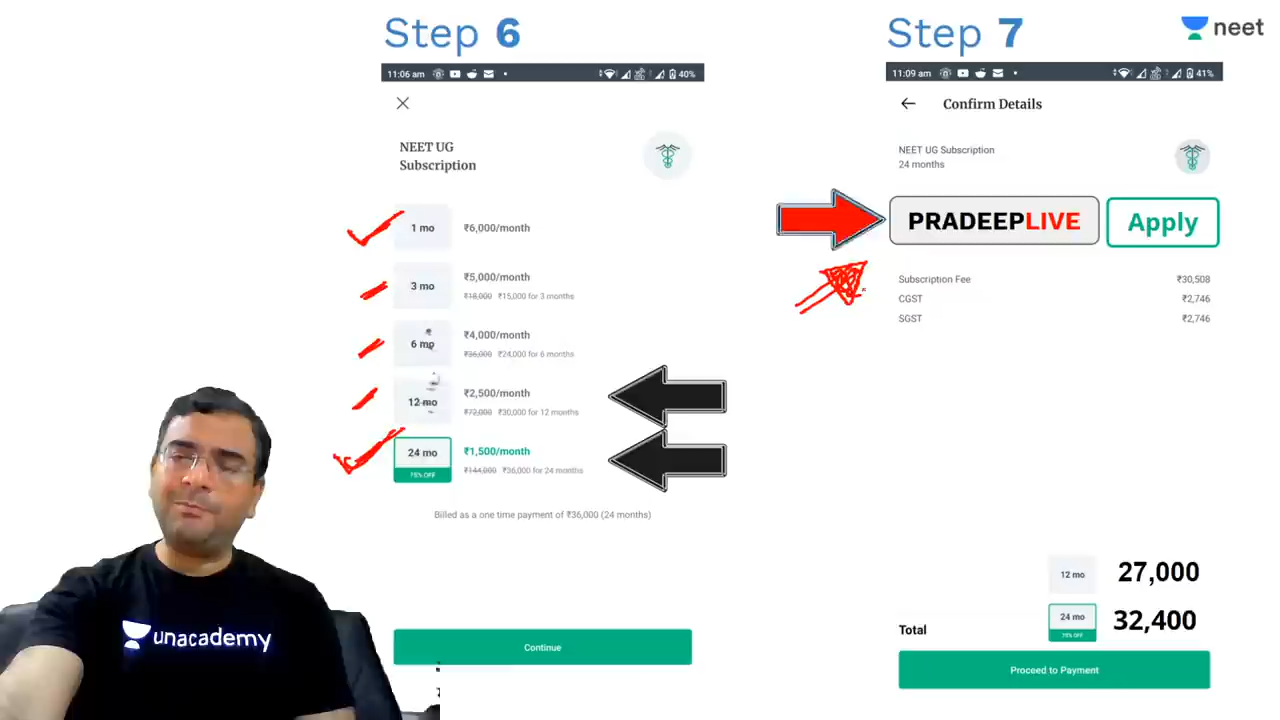 Step 6
11:06 am
40%
NEET UG
Subscription
1 mo
₹6,000/month
3 mo
₹5,000/month
₹18,000 ₹15,000 for 3 months
6 mo
₹4,000/month
₹36,000 ₹24,000 for 6 months
12 mo
₹2,500/month
₹72,000 ₹30,000 for 12 months
24 mo
₹1,500/month
75% OFF
₹144,000 ₹36,000 for 24 months
Billed as a one time payment of ₹36,000 (24 months)
Continue
unacademy
Step 7
neet
11:09 am
41%
Confirm Details
NEET UG Subscription
24 months
PRADEEPLIVE
Apply
Subscription Fee ₹30,508
CGST ₹2,746
SGST ₹2,746
12 mo 27,000
24 mo 32,400
75% OFF
Total
Proceed to Payment